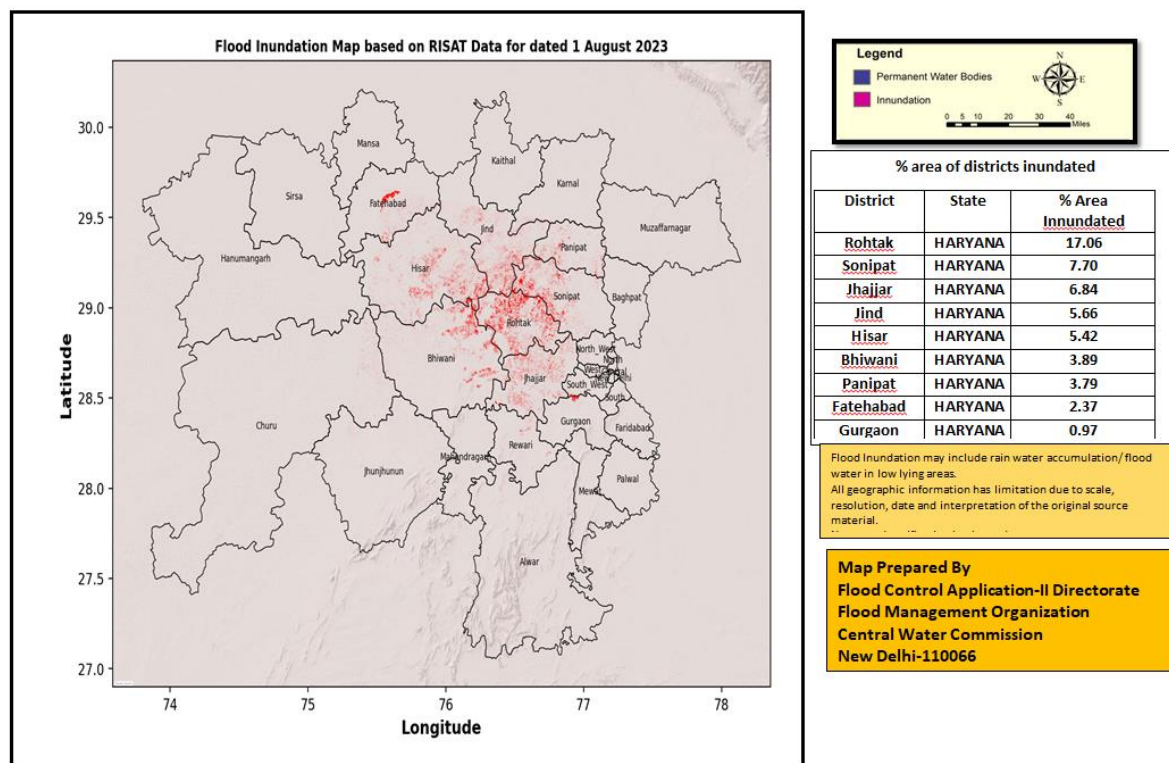 Flood Inundation Map based on RISAT Data for dated 1 August 2023
Latitude
30.0
29.5
29.0
28.5
28.0
27.5
27.0
74
75
76
77
78
Longitude
Mansa
Kaithal
Karnal
Sirsa
Fatehabad
Muzaffarnagar
Jind
Panipat
Hanumangarh
Hisar
Sonipat
Baghpat
Rohtak
Bhiwani
North_West
North
West
Jhajjar
South_West
South
Churu
Gurgaon
Faridabad
Rewari
Jhunjhunun
Palwal
Mewat
Alwar
Legend
Permanent Water Bodies
Innundation
N
W
E
S
0 5 10 20 30 40
Miles
% area of districts inundated
District State % Area
Innundated
Rohtak HARYANA 17.06
Sonipat HARYANA 7.70
Jhajjar HARYANA 6.84
Jind HARYANA 5.66
Hisar HARYANA 5.42
Bhiwani HARYANA 3.89
Panipat HARYANA 3.79
Fatehabad HARYANA 2.37
Gurgaon HARYANA 0.97
Flood Inundation may include rain water accumulation/ flood
water in low lying areas.
All geographic information has limitation due to scale,
resolution, date and interpretation of the original source
material.
Map Prepared By
Flood Control Application-II Directorate
Flood Management Organization
Central Water Commission
New Delhi-110066